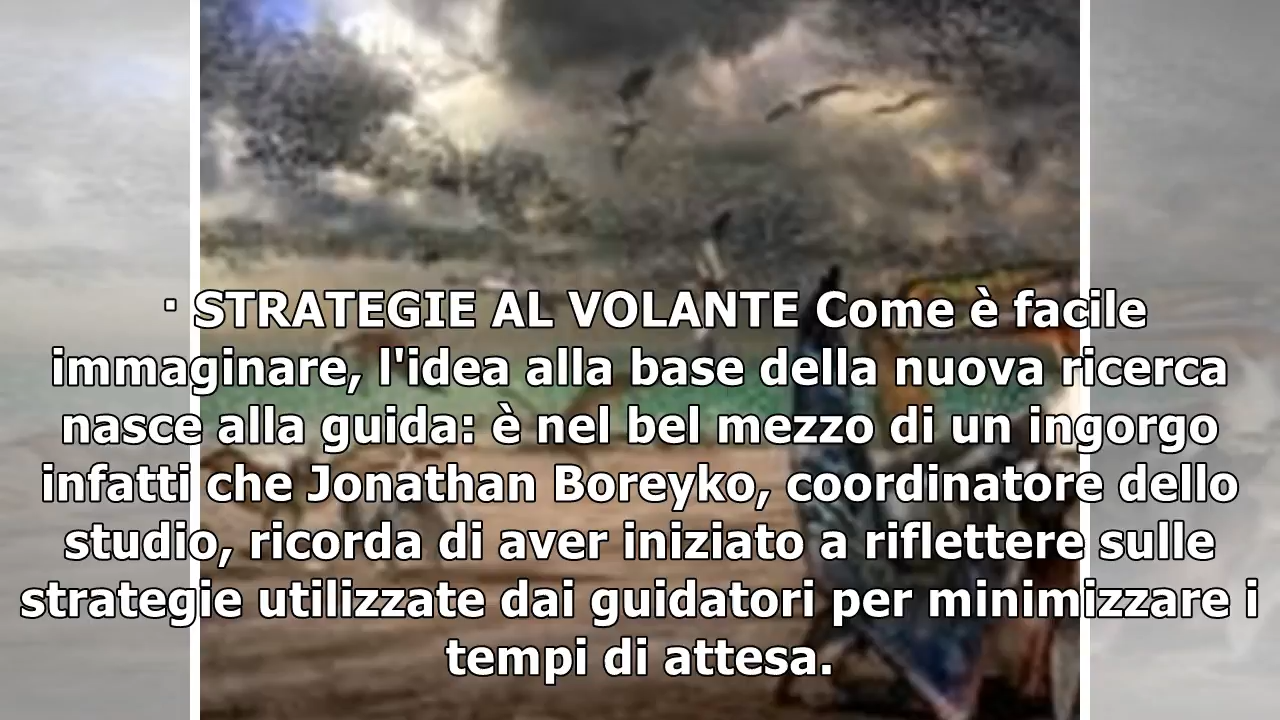 · STRATEGIE AL VOLANTE Come è facile
immaginare, l'idea alla base della nuova ricerca
nasce alla guida: è nel bel mezzo di un ingorgo
infatti che Jonathan Boreyko, coordinatore dello
studio, ricorda di aver iniziato a riflettere sulle
strategie utilizzate dai guidatori per minimizzare i
tempi di attesa.